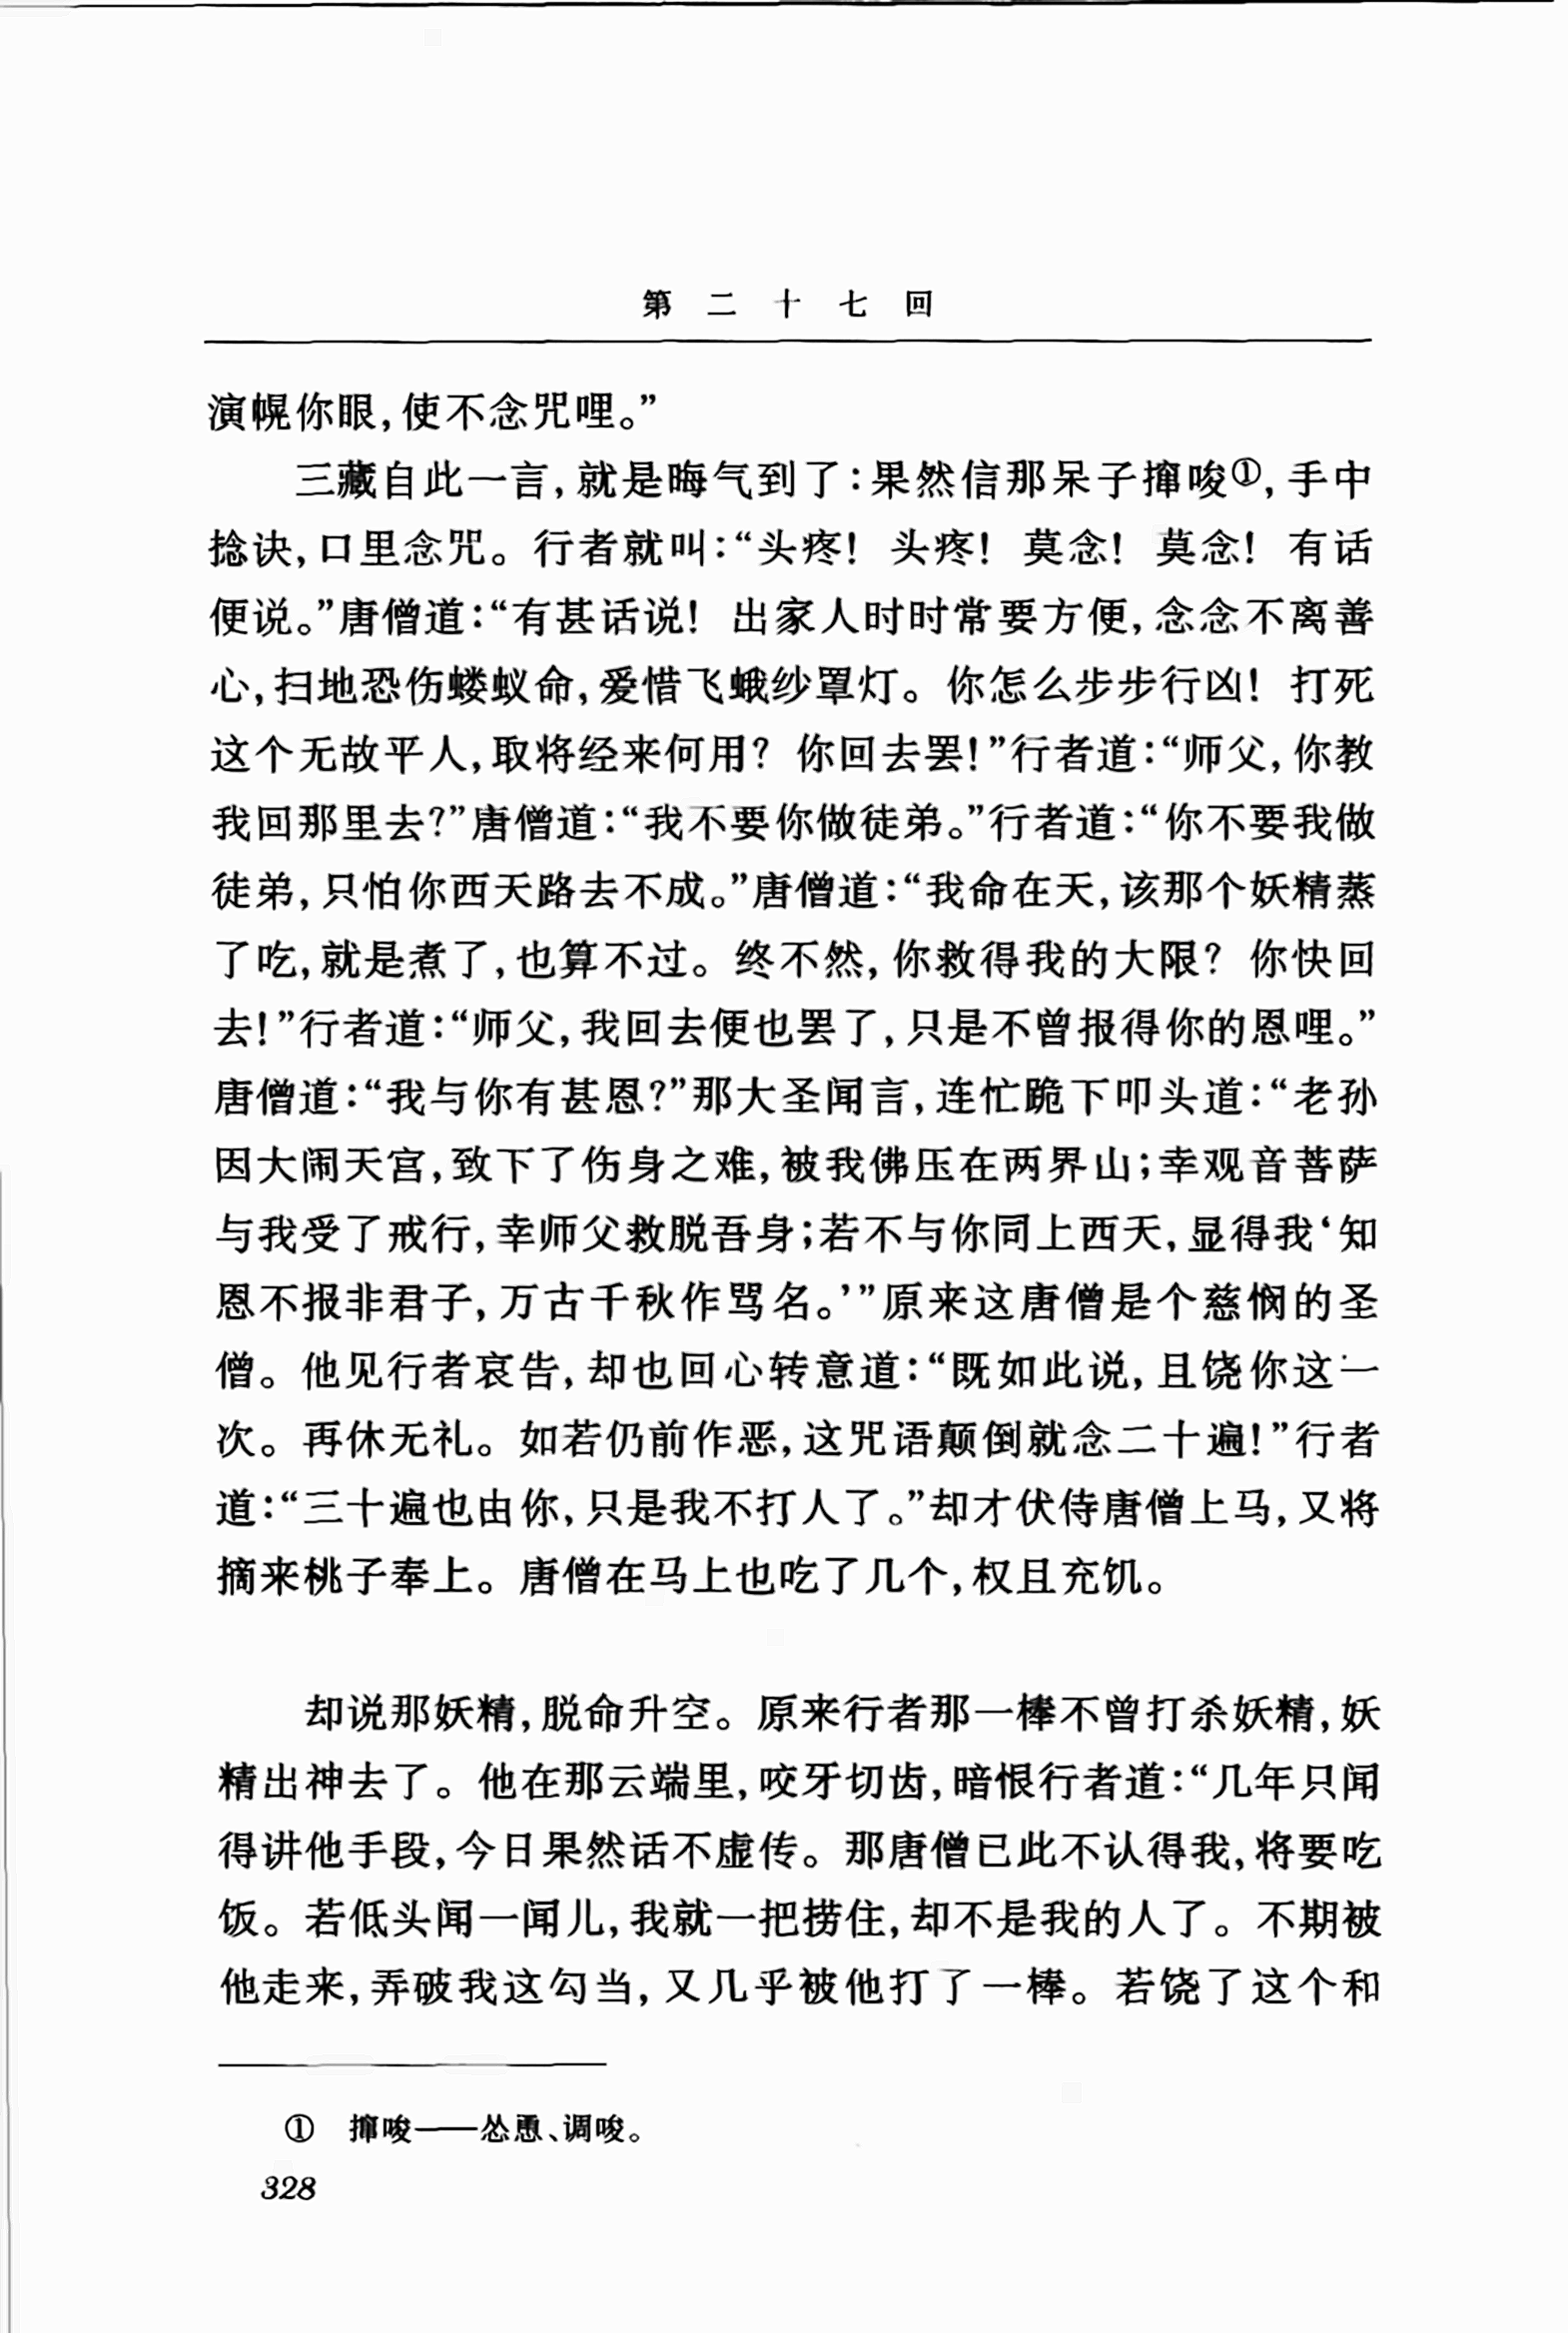 第二十七回
演幌你眼,使不念咒哩。”
三藏自此一言,就是晦气到了:果然信那呆子撺唆①,手中
捻诀,口里念咒。行者就叫:“头疼!头疼!莫念!莫念!有话
便说。”唐僧道:“有甚话说!出家人时时常要方便,念念不离善
心,扫地恐伤蝼蚁命,爱惜飞蛾纱罩灯。你怎么步步行凶!打死
这个无故平人,取将经来何用?你回去罢!”行者道:“师父,你教
我回那里去?”唐僧道:“我不要你做徒弟。”行者道:“你不要我做
徒弟,只怕你西天路去不成。”唐僧道:“我命在天,该那个妖精蒸
了吃,就是煮了,也算不过。终不然,你救得我的大限?你快回
去!”行者道:“师父,我回去便也罢了,只是不曾报得你的恩哩。”
唐僧道:“我与你有甚恩?”那大圣闻言,连忙跪下叩头道:“老孙
因大闹天宫,致下了伤身之难,被我佛压在两界山;幸观音菩萨
与我受了戒行,幸师父救脱吾身;若不与你同上西天,显得我‘知
恩不报非君子,万古千秋作骂名。’”原来这唐僧是个慈悯的圣
僧。他见行者哀告,却也回心转意道:“既如此说,且饶你这一
次。再休无礼。如若仍前作恶,这咒语颠倒就念二十遍!”行者
道:“三十遍也由你,只是我不打人了。”却才伏侍唐僧上马,又将
摘来桃子奉上。唐僧在马上也吃了几个,权且充饥。
却说那妖精,脱命升空。原来行者那一棒不曾打杀妖精,妖
精出神去了。他在那云端里,咬牙切齿,暗恨行者道:“几年只闻
得讲他手段,今日果然话不虚传。那唐僧已此不认得我,将要吃
饭。若低头闻一闻儿,我就一把捞住,却不是我的人了。不期被
他走来,弄破我这勾当,又几乎被他打了一棒。若饶了这个和
① 撺唆——怂恿、调唆。
328